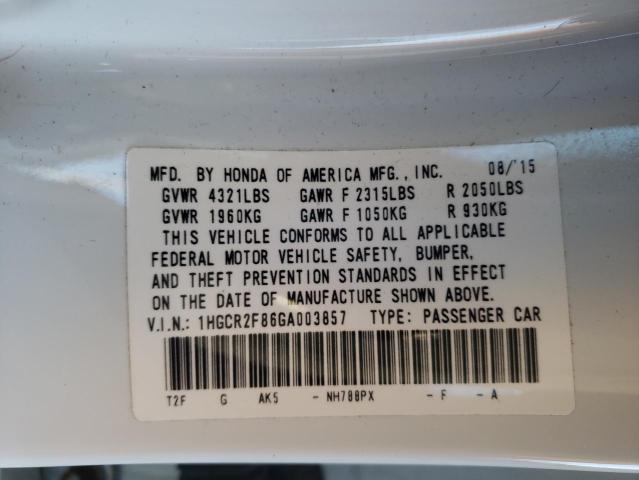 MFD. BY HONDA OF AMERICA MFG., INC. 08/'15
GVWR 4321LBS GAWR F 2315LBS R 2050LBS
GVWR 1960KG GAWR F 1050KG R 930KG
THIS VEHICLE CONFORMS TO ALL APPLICABLE
FEDERAL MOTOR VEHICLE SAFETY, BUMPER,
AND THEFT PREVENTION STANDARDS IN EFFECT
ON THE DATE OF MANUFACTURE SHOWN ABOVE.
V.I.N.: 1HGCR2F86GA003857 TYPE: PASSENGER CAR
T2F G AK5 - NH788PX - F - A